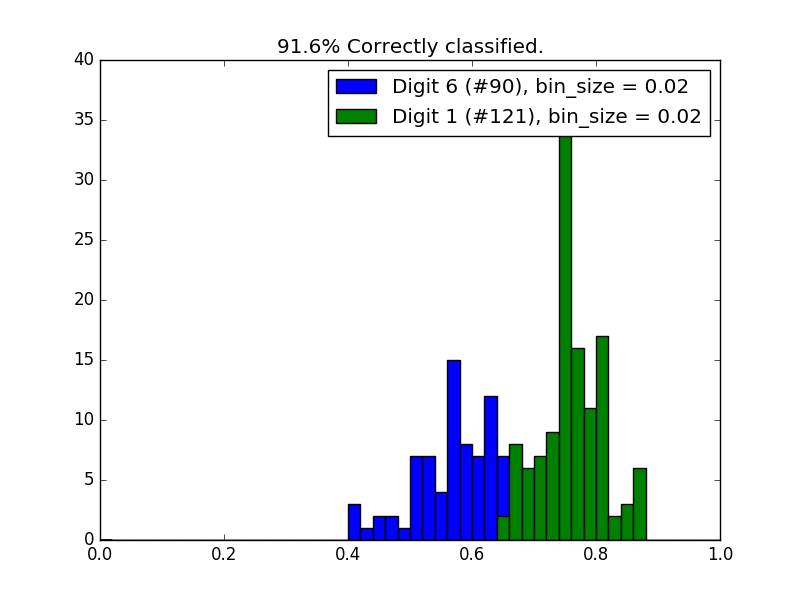 91.6% Correctly classified.
Digit 6 (#90), bin_size = 0.02
Digit 1 (#121), bin_size = 0.02
40
35
30
25
20
15
10
5
0
0.0 0.2 0.4 0.6 0.8 1.0